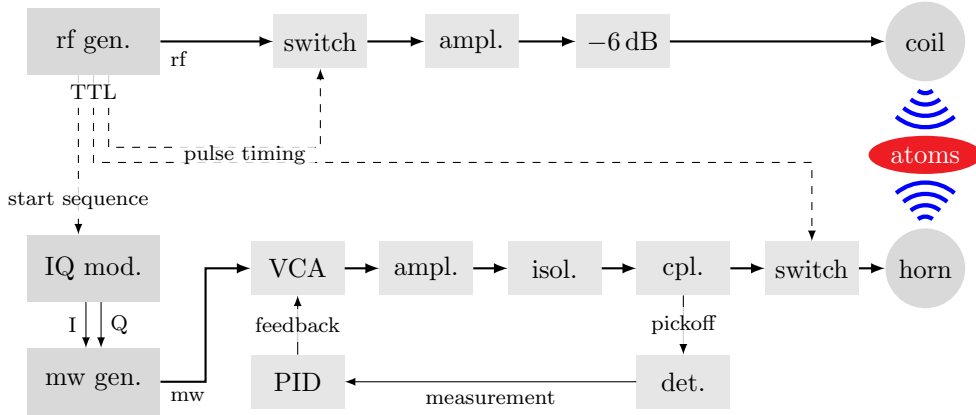 rf gen.
rf
switch
ampl.
−6 dB
coil
TTL
pulse timing
atoms
start sequence
IQ mod.
VCA
ampl.
isol.
cpl.
switch
horn
I
Q
feedback
pickoff
mw gen.
mw
PID
measurement
det.